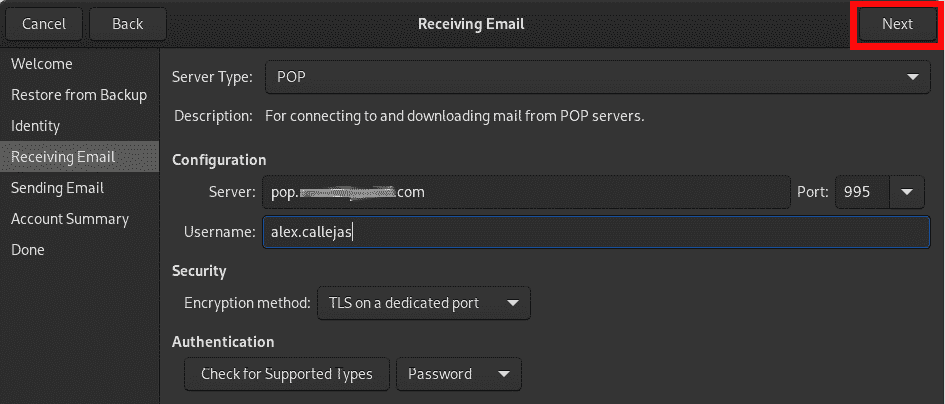 Cancel Back Receiving Email Next
Welcome
Restore from Backup
Identity
Receiving Email
Sending Email
Account Summary
Done
Server Type: POP
Description: For connecting to and downloading mail from POP servers.
Configuration
Server: pop. .com Port: 995
Username: alex.callejas
Security
Encryption method: TLS on a dedicated port
Authentication
Check for Supported Types Password